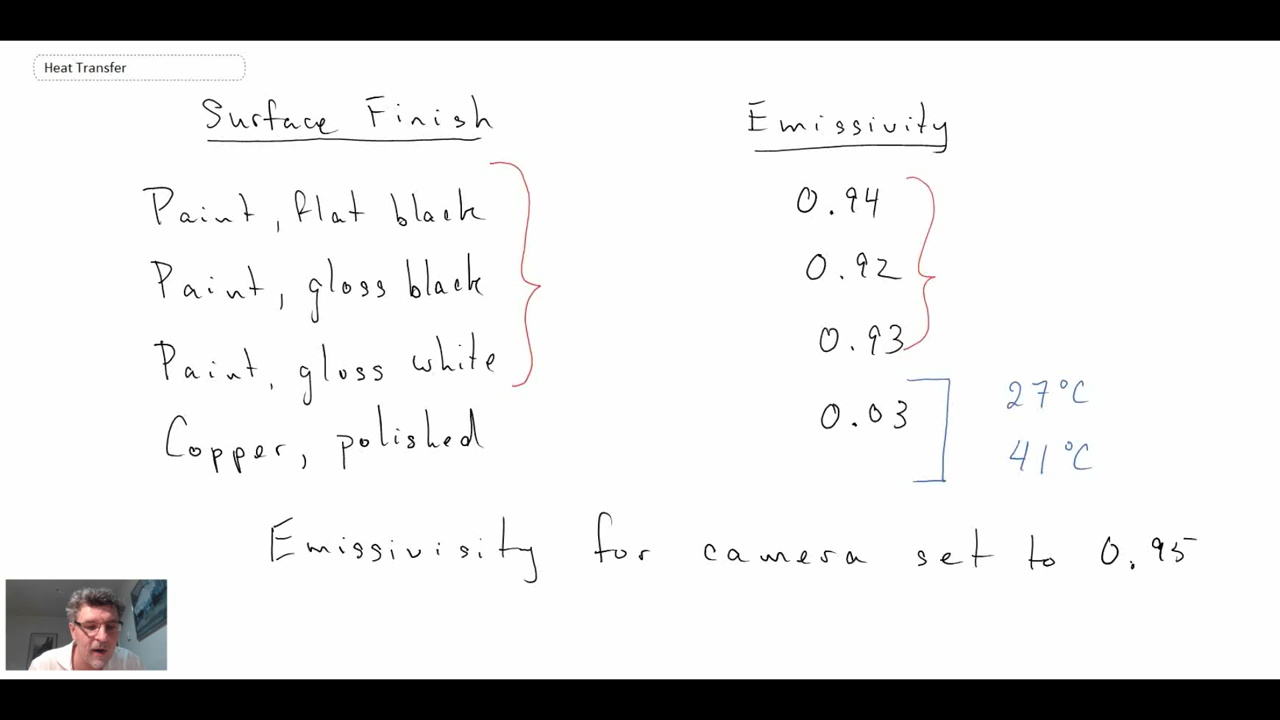 Heat Transfer
Surface Finish Emissivity
Paint, flat black 0.94
Paint, gloss black 0.92
Paint, gloss white 0.93
Copper, polished 0.03
27°C
41°C
Emissivisity for camera set to 0.95